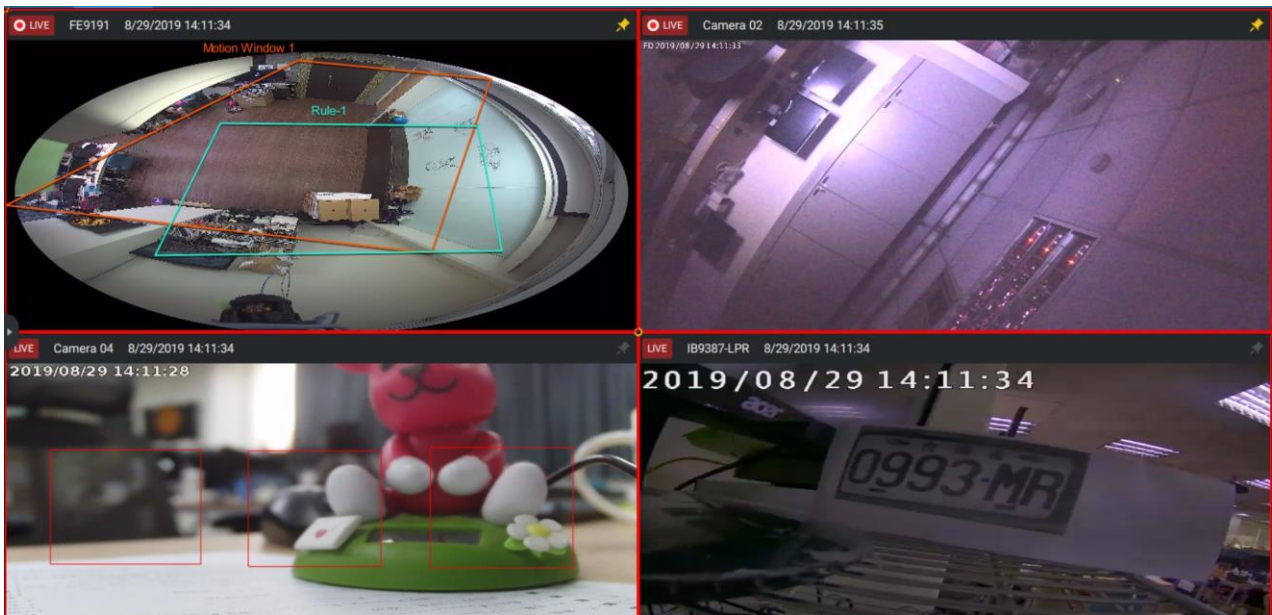 LIVE FE9191 8/29/2019 14:11:34
Motion Window 1
Rule-1
LIVE Camera 02 8/29/2019 14:11:35
FD 2019/08/29 14:11:33
LIVE Camera 04 8/29/2019 14:11:34
2019/08/29 14:11:28
LIVE IB9387-LPR 8/29/2019 14:11:34
2019/08/29 14:11:34
acer
0993-MR